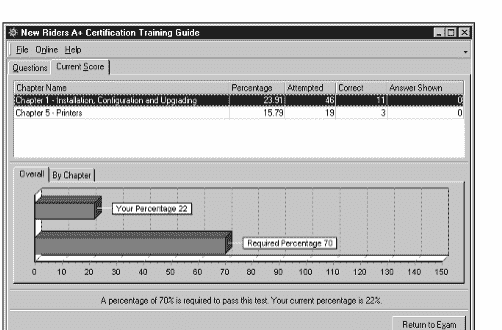 New Riders A+ Certification Training Guide
File Online Help
Questions Current Score
Chapter Name Percentage Attempted Correct Answer Shown
Chapter 1 - Installation, Configuration and Upgrading 23.91 46 11 0
Chapter 5 - Printers 15.79 19 3 0
Overall By Chapter
Your Percentage 22
Required Percentage 70
0 10 20 30 40 50 60 70 80 90 100 110 120 130 140 150
A percentage of 70% is required to pass this test. Your current percentage is 22%.
Return to Exam